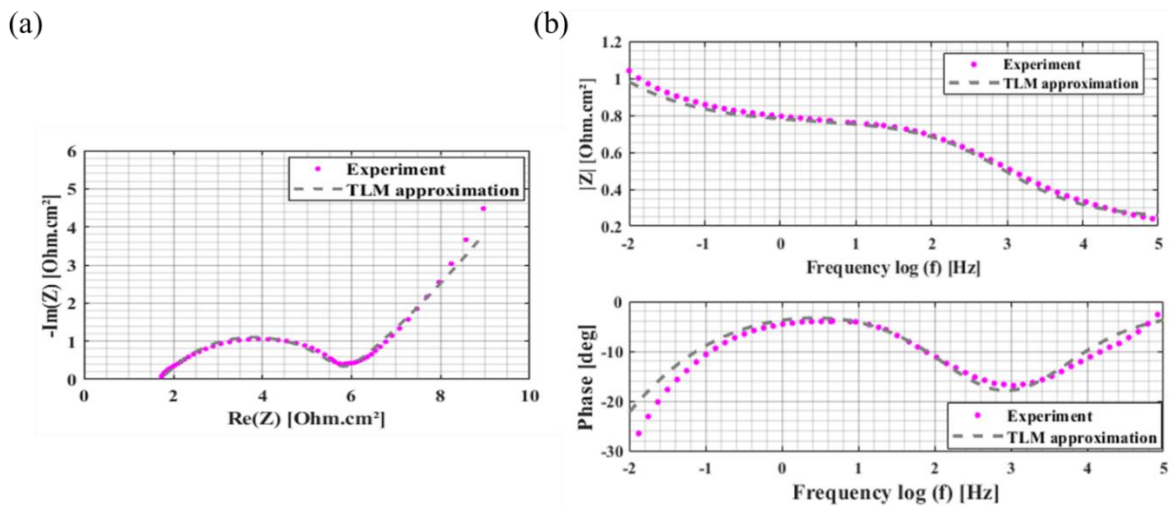 (a)
6
5
4
3
2
1
0
-Im(Z) [Ohm.cm²]
Experiment
TLM approximation
0 2 4 6 8 10
Re(Z) [Ohm.cm²]
(b)
1.2
1
0.8
0.6
0.4
0.2
|Z| [Ohm.cm²]
Experiment
TLM approximation
-2 -1 0 1 2 3 4 5
Frequency log (f) [Hz]
0
-10
-20
-30
Phase [deg]
Experiment
TLM approximation
-2 -1 0 1 2 3 4 5
Frequency log (f) [Hz]